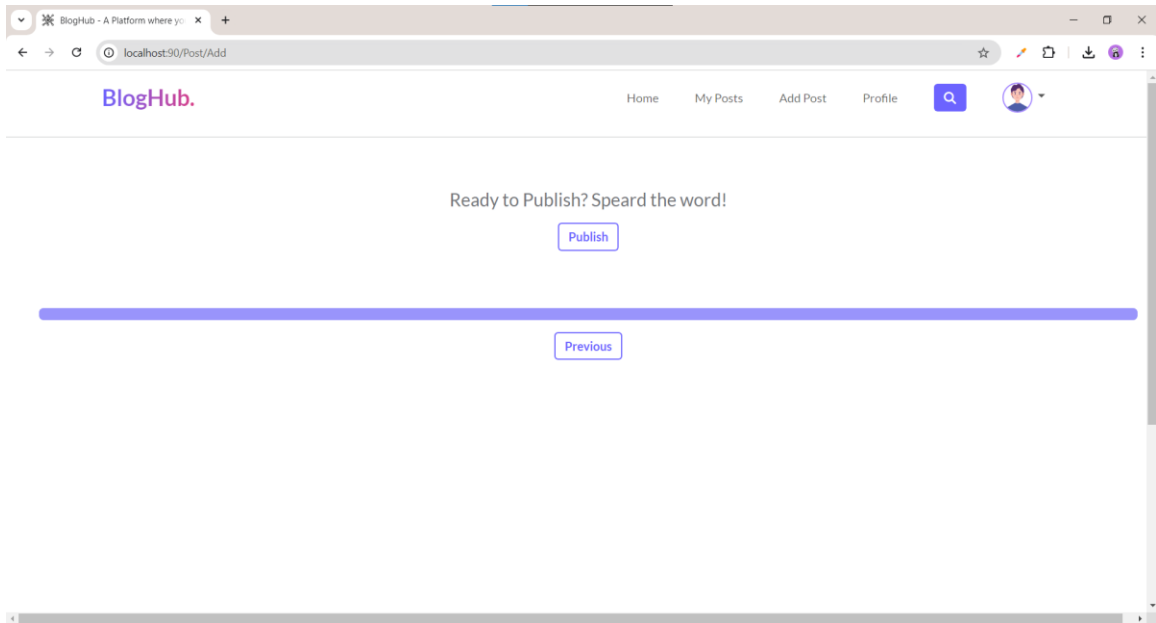 BlogHub - A Platform where yo
localhost:90/Post/Add
BlogHub.
Home My Posts Add Post Profile
Ready to Publish? Speard the word!
Publish
Previous